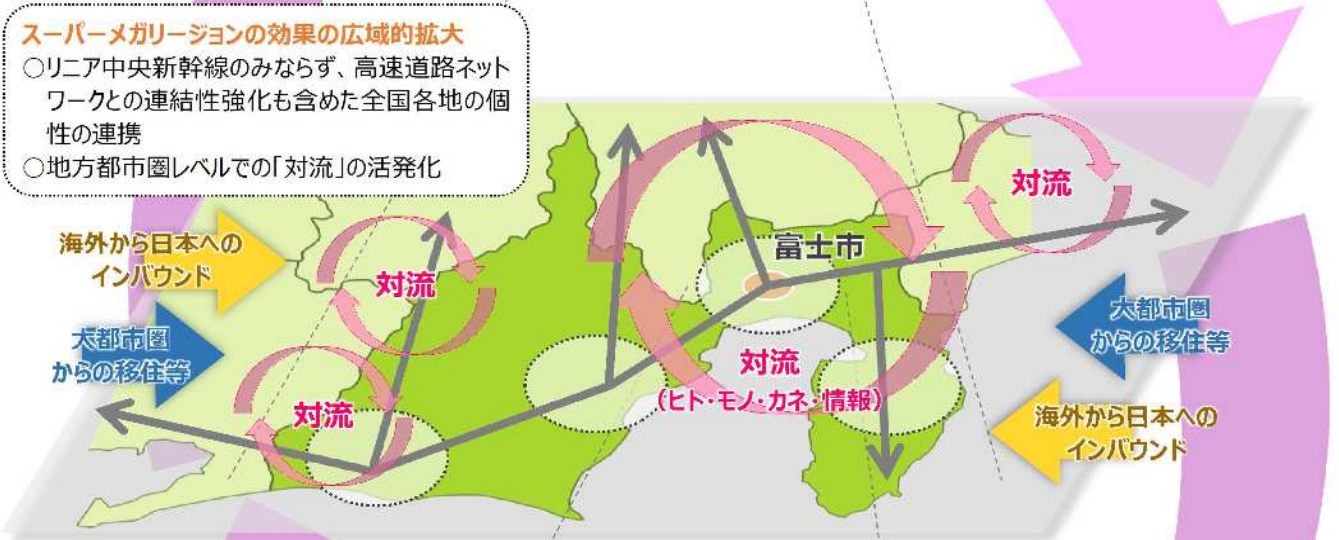 スーパーメガリージョンの効果の広域的拡大
○リニア中央新幹線のみならず、高速道路ネット
ワークとの連結性強化も含めた全国各地の個
性の連携
○地方都市圏レベルでの「対流」の活発化
対流
富士市
海外から日本への
インバウンド
対流
大都市圏
からの移住等
大都市圏
からの移住等
対流
(ヒト・モノ・カネ・情報)
対流
海外から日本への
インバウンド